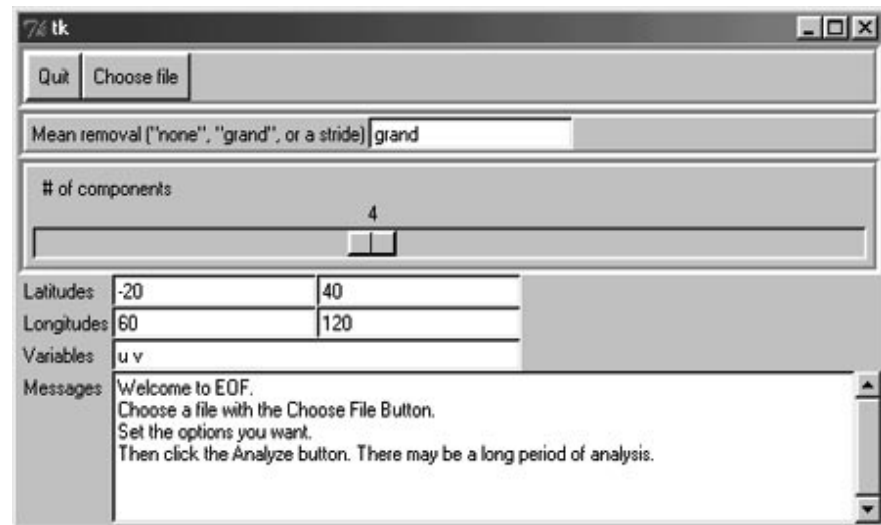 tk
Quit Choose file
Mean removal ("none", "grand", or a stride) grand
# of components
4
Latitudes -20 40
Longitudes 60 120
Variables u v
Messages Welcome to EOF.
Choose a file with the Choose File Button.
Set the options you want.
Then click the Analyze button. There may be a long period of analysis.